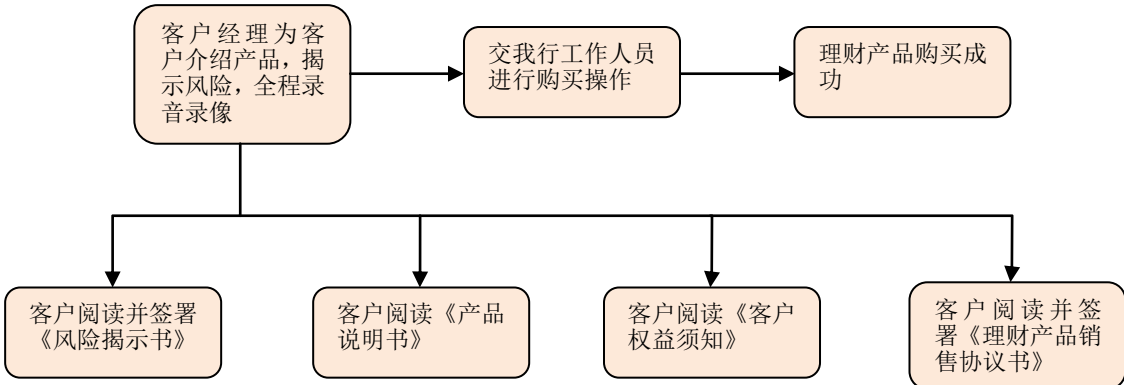 客户经理为客
户介绍产品，揭
示风险，全程录
音录像
交我行工作人员
进行购买操作
理财产品购买成
功
客户阅读并签署
《风险揭示书》
客户阅读《产品
说明书》
客户阅读《客户
权益须知》
客户阅读并签
署《理财产品销
售协议书》